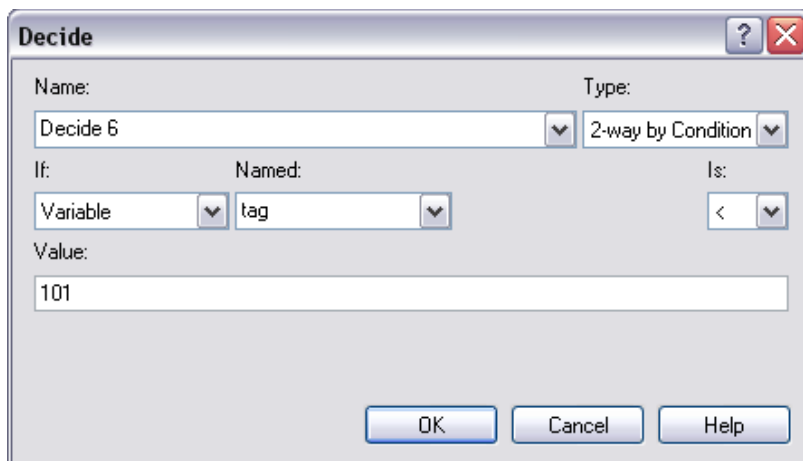 Decide
Name: Type:
Decide 6 2-way by Condition
If: Named: Is:
Variable tag <
Value:
101
OK Cancel Help